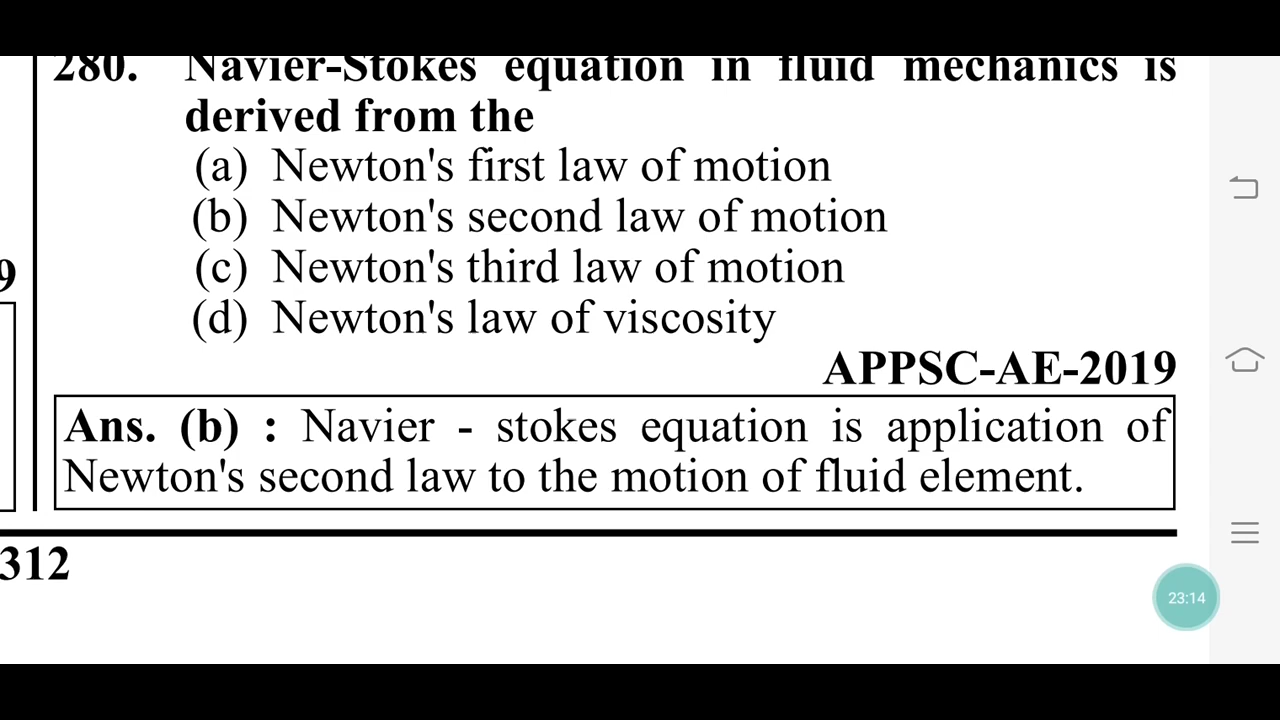 280. Navier-Stokes equation in fluid mechanics is
derived from the
(a) Newton's first law of motion
(b) Newton's second law of motion
(c) Newton's third law of motion
(d) Newton's law of viscosity
APPSC-AE-2019
9
Ans. (b) : Navier - stokes equation is application of
Newton's second law to the motion of fluid element.
312
23:14